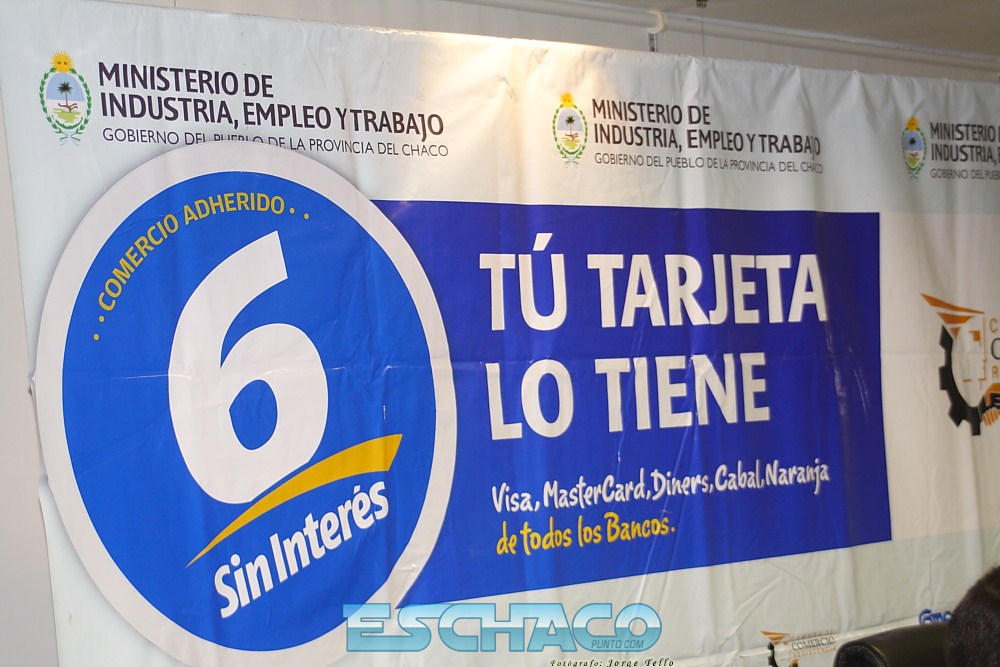 MINISTERIO DE
INDUSTRIA, EMPLEO Y TRABAJO
GOBIERNO DEL PUEBLO DE LA PROVINCIA DEL CHACO
MINISTERIO DE
INDUSTRIA, EMPLEO Y TRABAJO
GOBIERNO DEL PUEBLO DE LA PROVINCIA DEL CHACO
MINISTERIO
INDUSTRIA,
GOBIERNO DEL
..COMERCIO ADHERIDO..
6
Sin Interés
TÚ TARJETA
LO TIENE
Visa, MasterCard, Diners, Cabal, Naranja
de todos los Bancos.
COMERCIO
ESCHACO
PUNTO COM
Fotógrafo: Jorge Tello